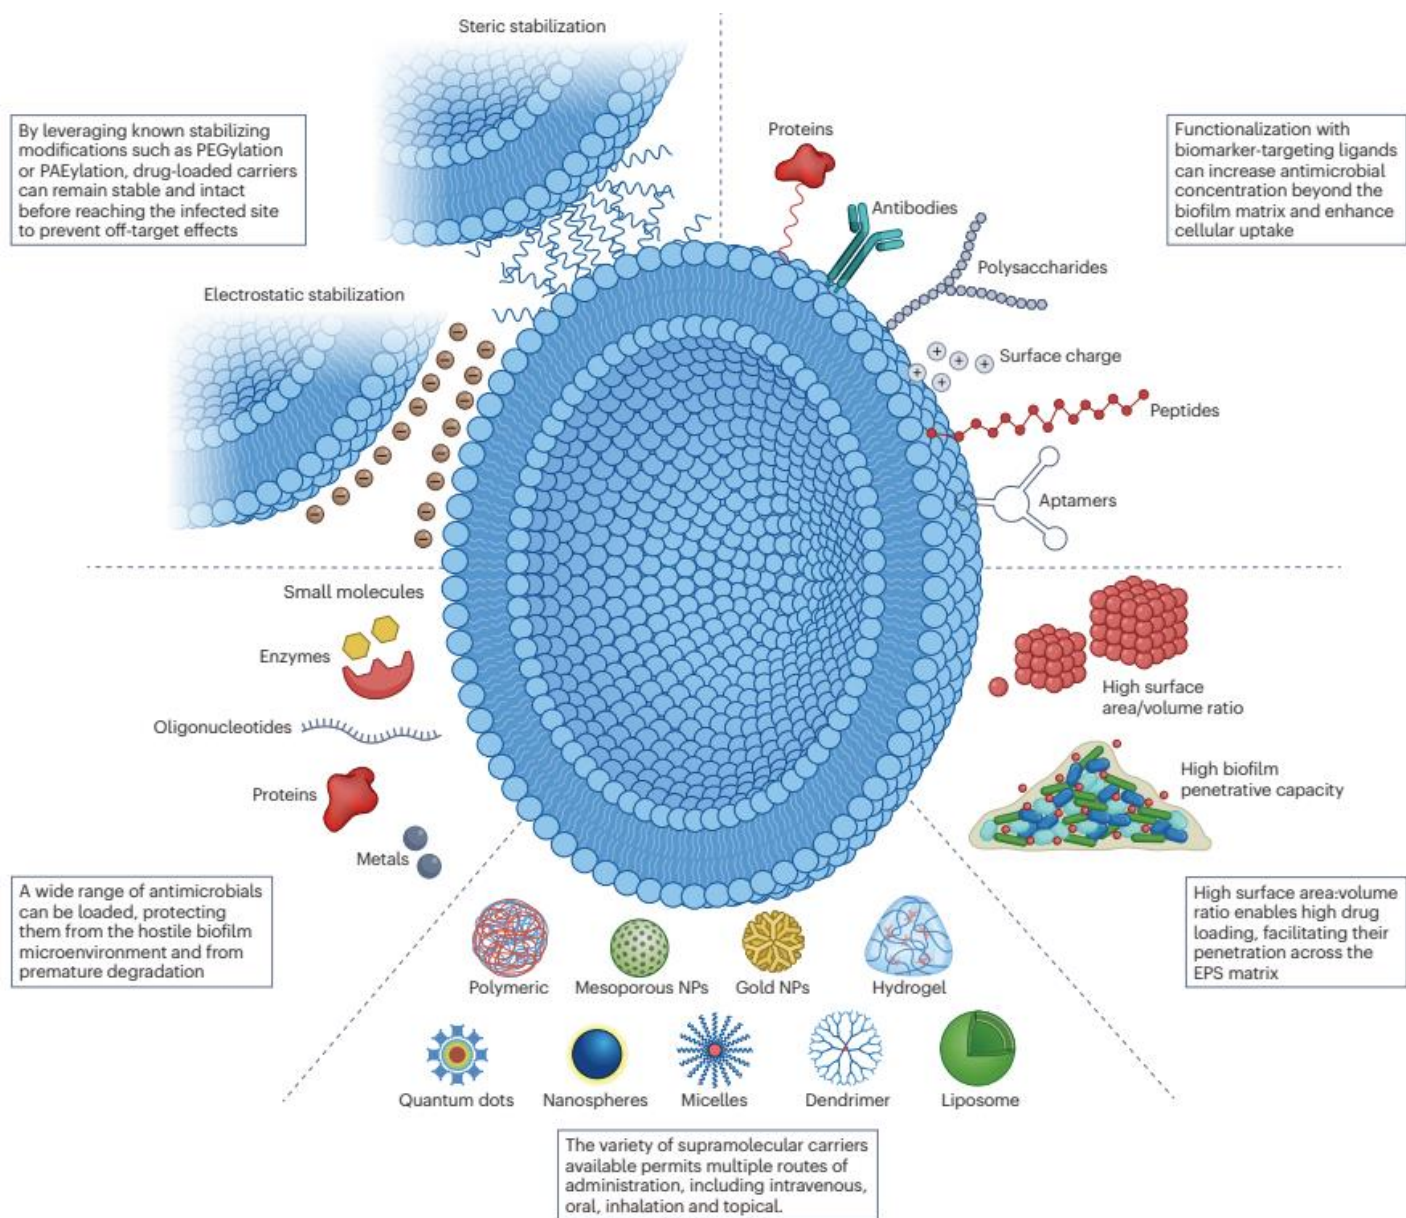 Steric stabilization
By leveraging known stabilizing
modifications such as PEGylation
or PAEylation, drug-loaded carriers
can remain stable and intact
before reaching the infected site
to prevent off-target effects
Electrostatic stabilization
Proteins
Antibodies
Polysaccharides
Surface charge
Peptides
Aptamers
Functionalization with
biomarker-targeting ligands
can increase antimicrobial
concentration beyond the
biofilm matrix and enhance
cellular uptake
Small molecules
Enzymes
Oligonucleotides
Proteins
Metals
A wide range of antimicrobials
can be loaded, protecting
them from the hostile biofilm
microenvironment and from
premature degradation
High surface
area/volume ratio
High biofilm
penetrative capacity
High surface area:volume
ratio enables high drug
loading, facilitating their
penetration across the
EPS matrix
Polymeric
Mesoporous NPs
Gold NPs
Hydrogel
Quantum dots
Nanospheres
Micelles
Dendrimer
Liposome
The variety of supramolecular carriers
available permits multiple routes of
administration, including intravenous,
oral, inhalation and topical.